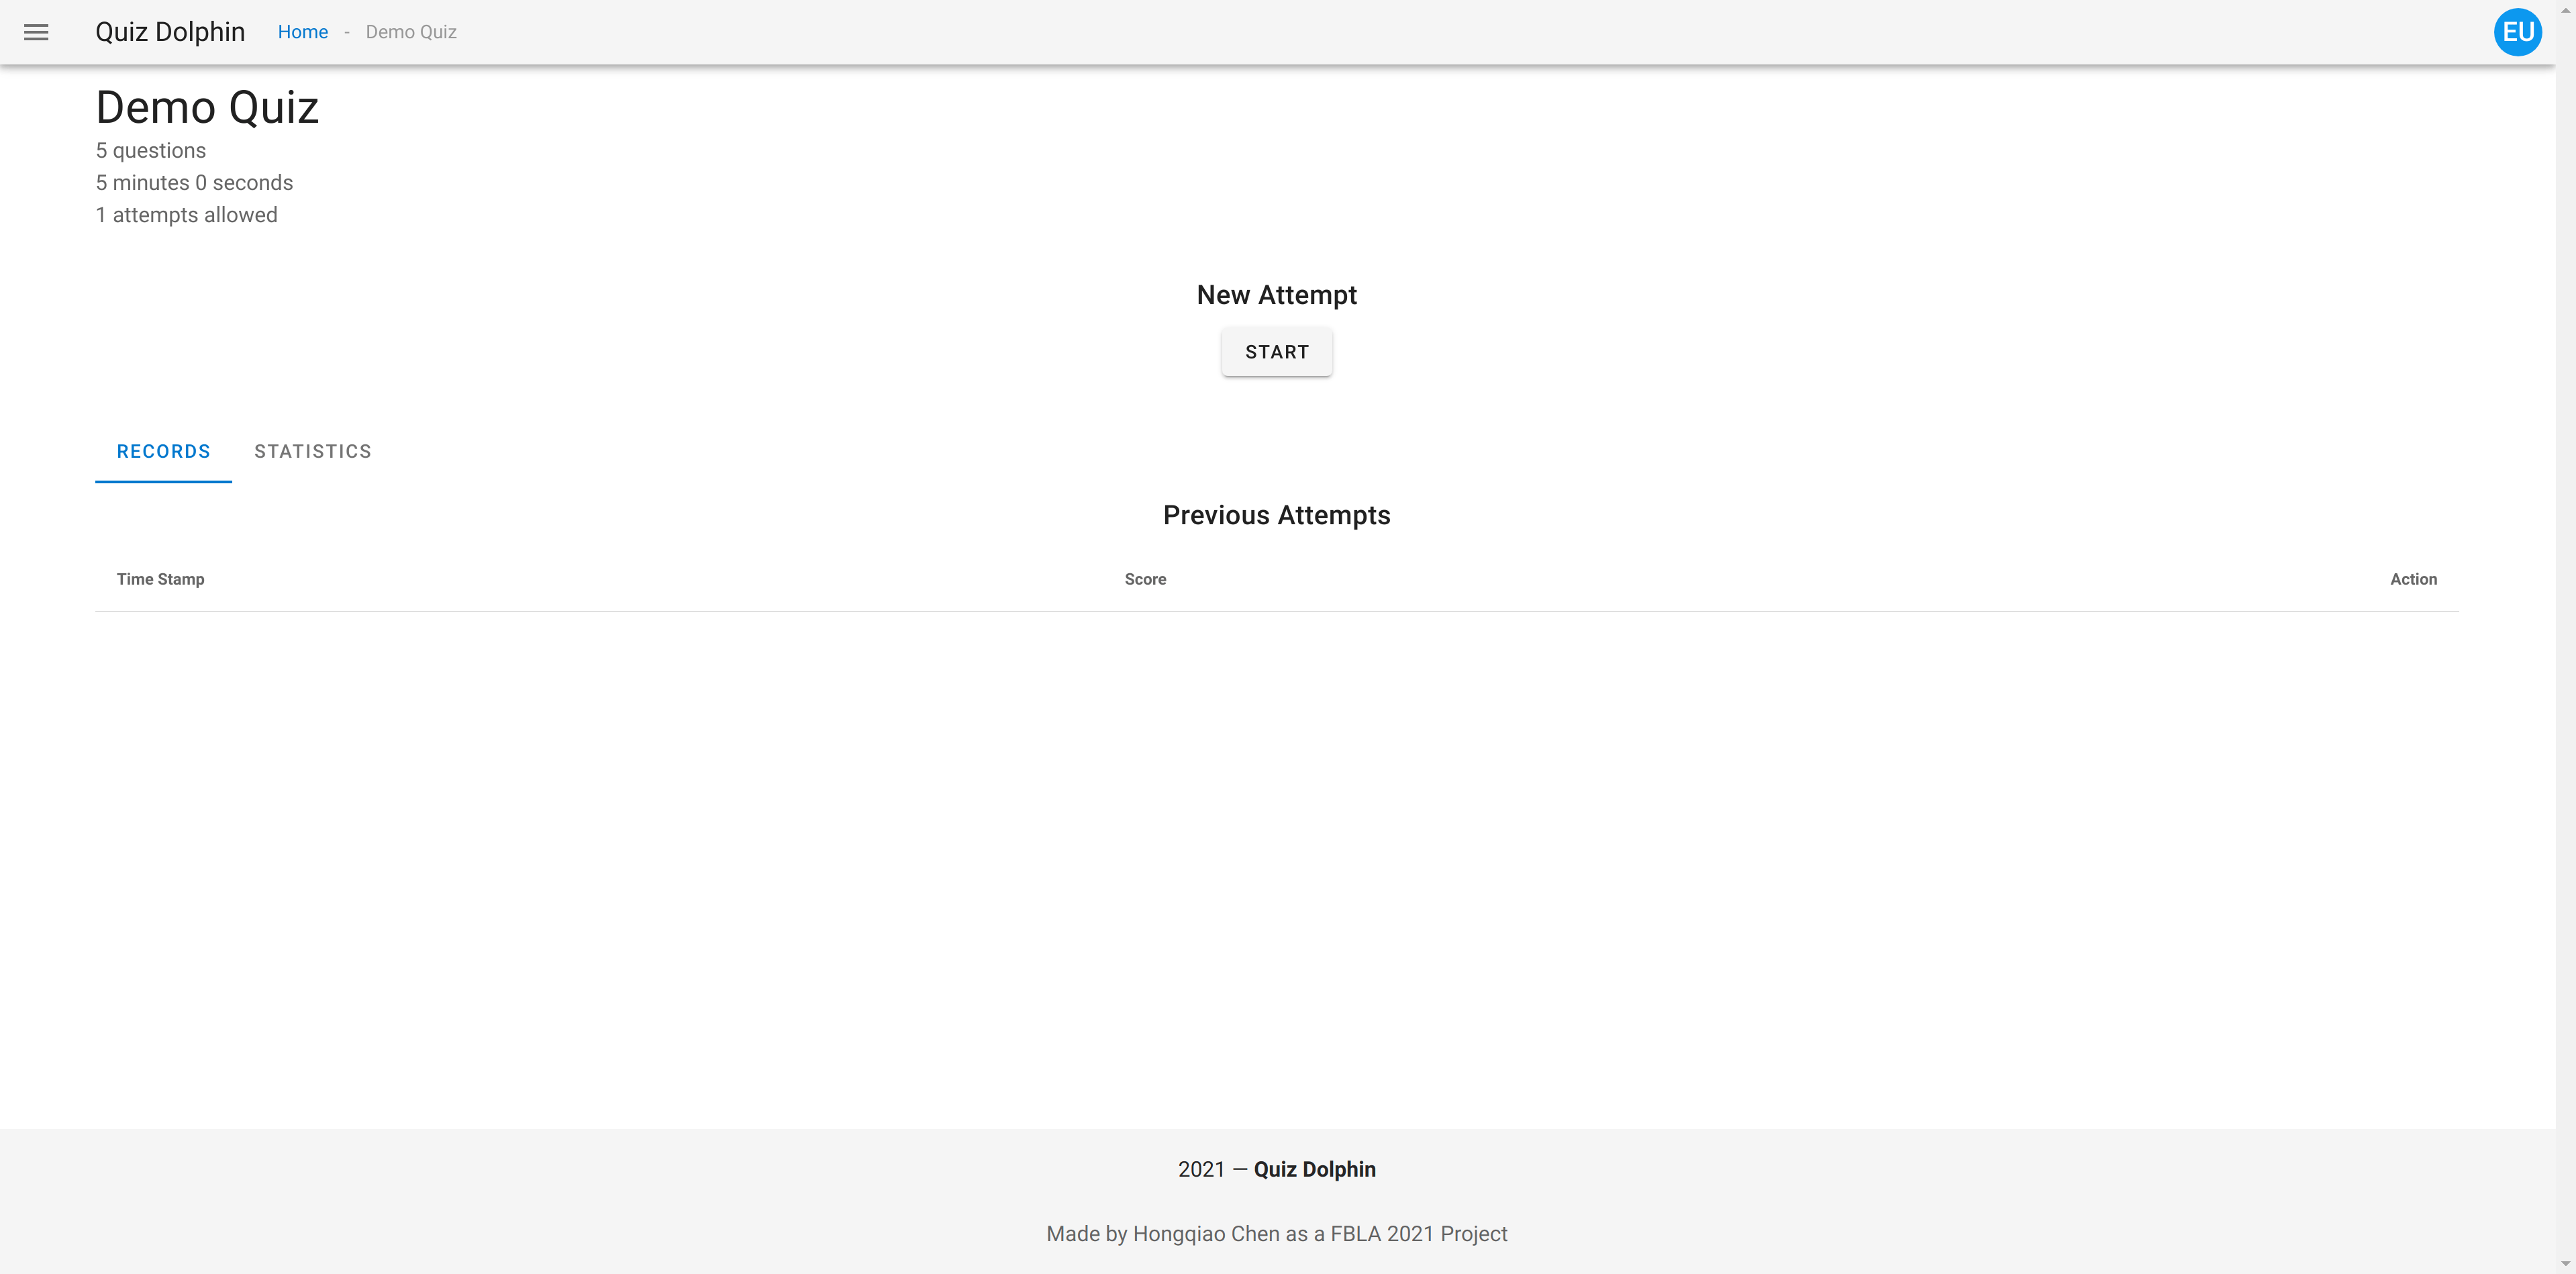 Quiz Dolphin Home - Demo Quiz EU
Demo Quiz
5 questions
5 minutes 0 seconds
1 attempts allowed
New Attempt
START
RECORDS STATISTICS
Previous Attempts
Time Stamp Score Action
2021 — Quiz Dolphin
Made by Hongqiao Chen as a FBLA 2021 Project